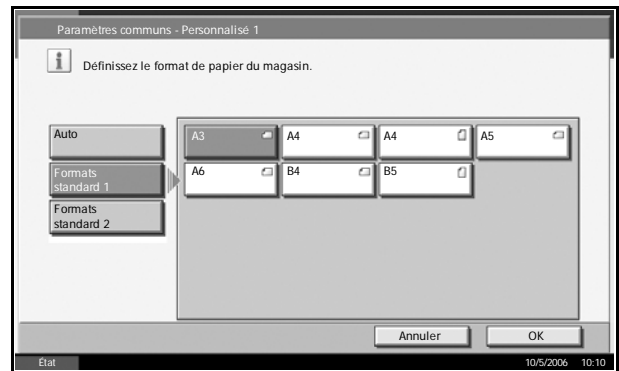 Paramètres communs - Personnalisé 1
Définissez le format de papier du magasin.
Auto
A3
A4
A4
A5
Formats
standard 1
A6
B4
B5
Formats
standard 2
Annuler
OK
État
10/5/2006 10:10